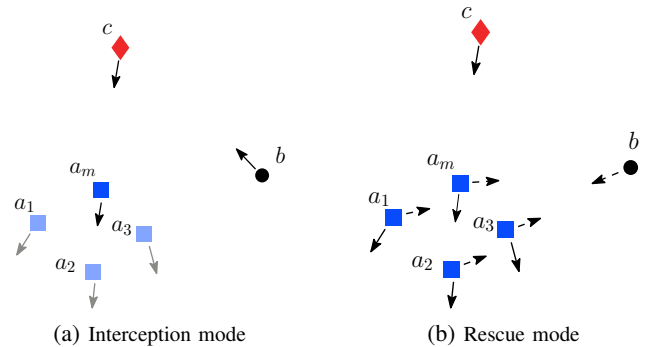 c
c
b
b
a_m
a_m
a_1
a_1
a_3
a_3
a_2
a_2
(a) Interception mode
(b) Rescue mode